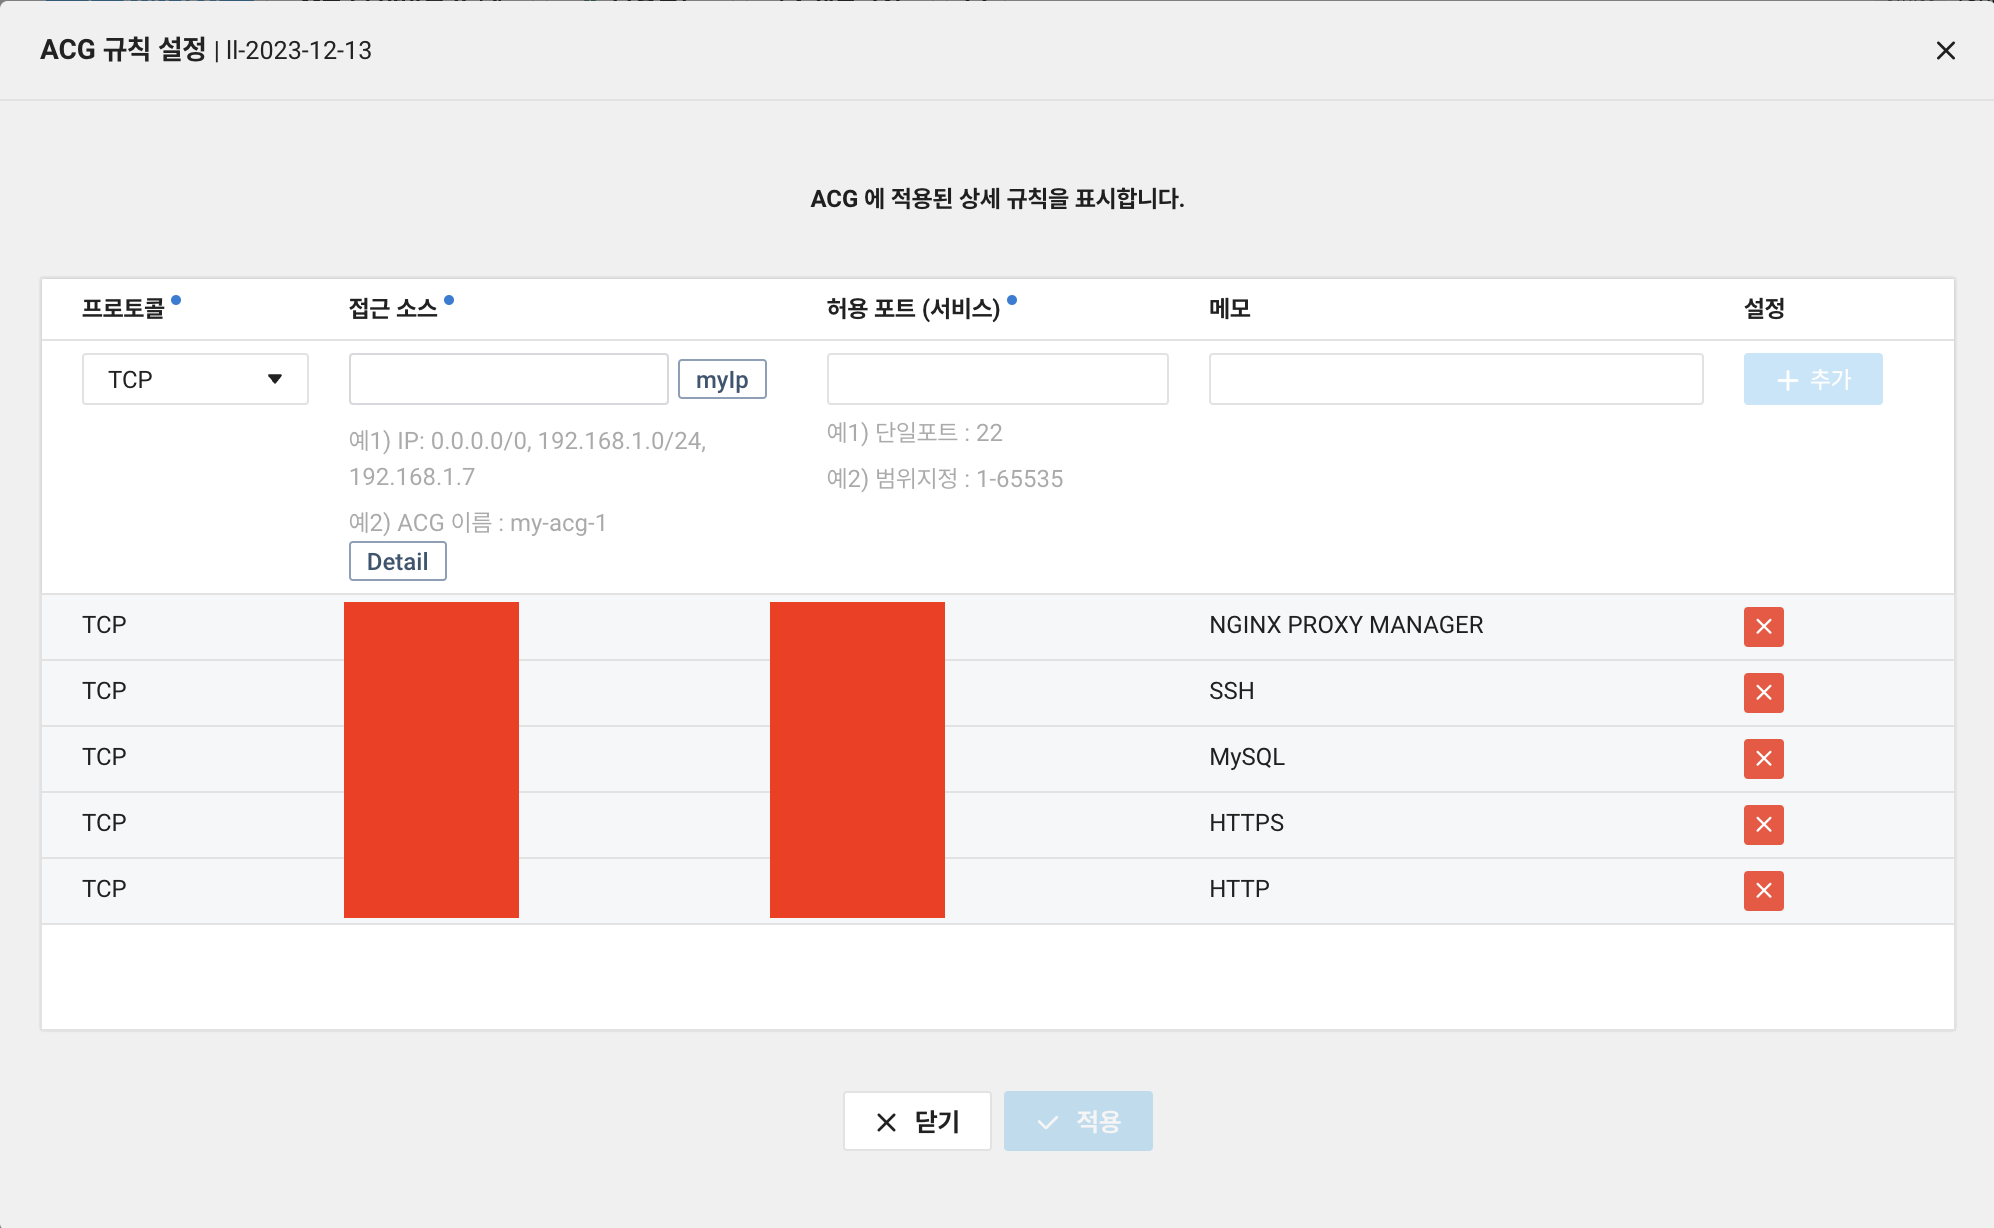 ACG 규칙 설정 | ll-2023-12-13
ACG 에 적용된 상세 규칙을 표시합니다.
프로토콜 접근 소스 허용 포트 (서비스) 메모 설정
TCP myIp + 추가
예1) IP: 0.0.0.0/0, 192.168.1.0/24,
192.168.1.7
예2) ACG 이름 : my-acg-1
Detail
예1) 단일포트 : 22
예2) 범위지정 : 1-65535
TCP NGINX PROXY MANAGER
TCP SSH
TCP MySQL
TCP HTTPS
TCP HTTP
닫기 적용